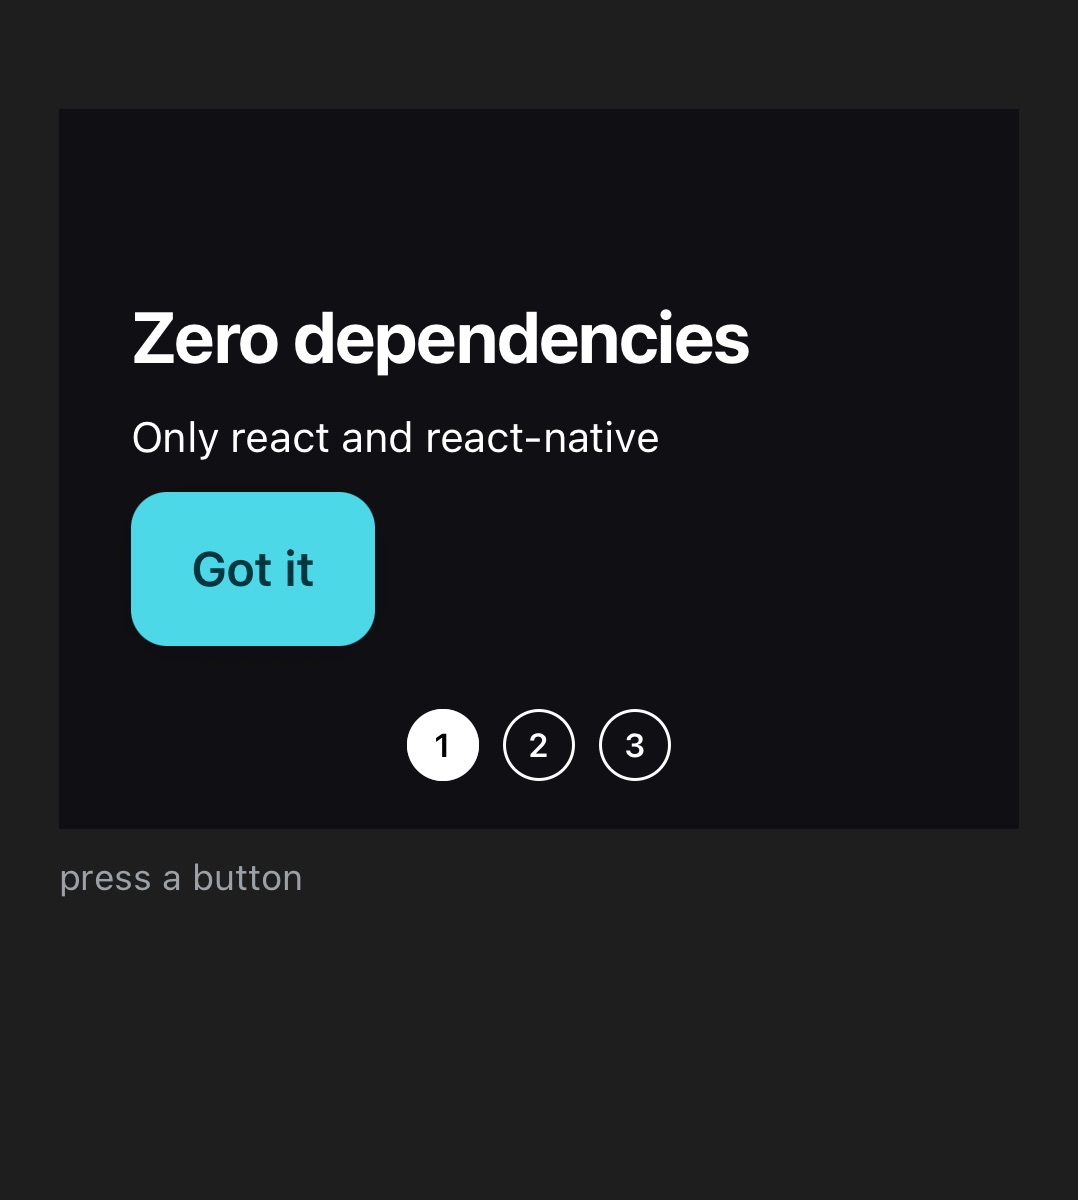 Zero dependencies
Only react and react-native
Got it
1 2 3
press a button